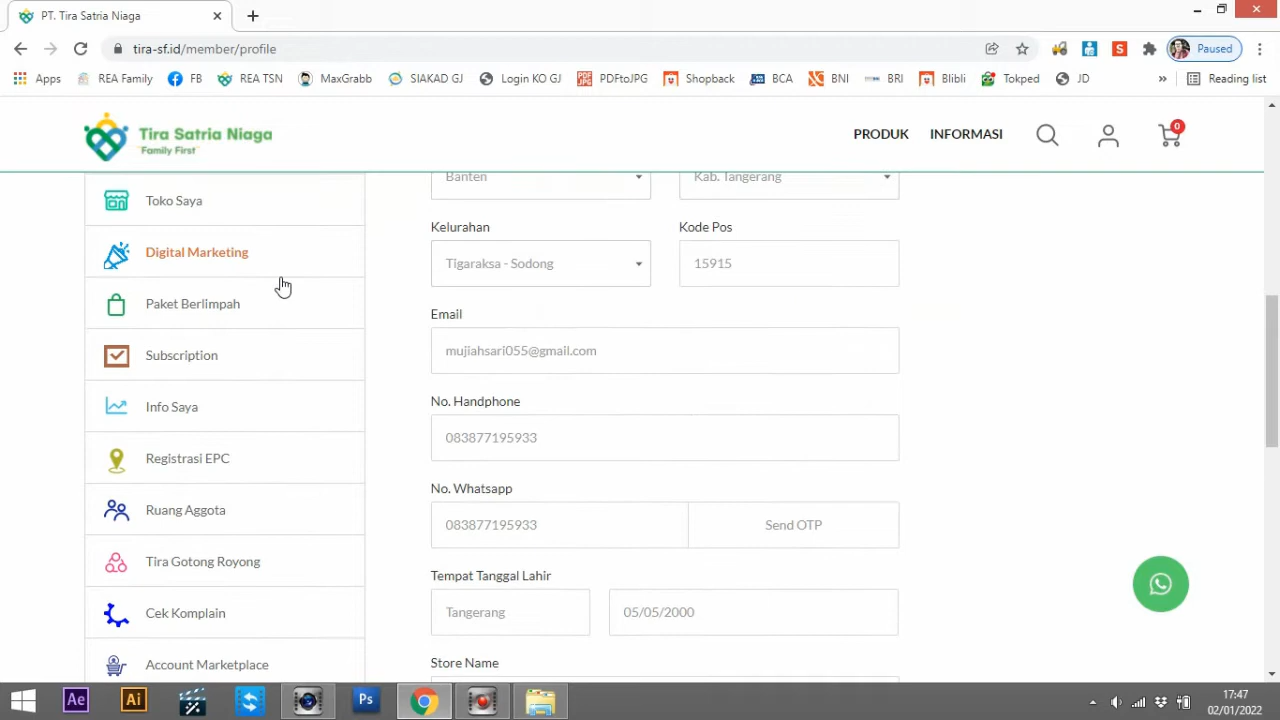 PT. Tira Satria Niaga
tira-sf.id/member/profile
Paused
Apps
REA Family
FB
REA TSN
MaxGrabb
SIAKAD GJ
Login KO GJ
PDFtoJPG
Shopback
BCA
BNI
BRI
Blibli
Tokped
JD
»
Reading list
Tira Satria Niaga
"Family First"
PRODUK
INFORMASI
0
Toko Saya
Digital Marketing
Paket Berlimpah
Subscription
Info Saya
Registrasi EPC
Ruang Aggota
Tira Gotong Royong
Cek Komplain
Account Marketplace
Banten
Kab. Tangerang
Kelurahan
Kode Pos
Tigaraksa - Sodong
15915
Email
mujiahsari055@gmail.com
No. Handphone
083877195933
No. Whatsapp
083877195933
Send OTP
Tempat Tanggal Lahir
Tangerang
05/05/2000
Store Name
Ae
Ai
Ps
17:47
02/01/2022